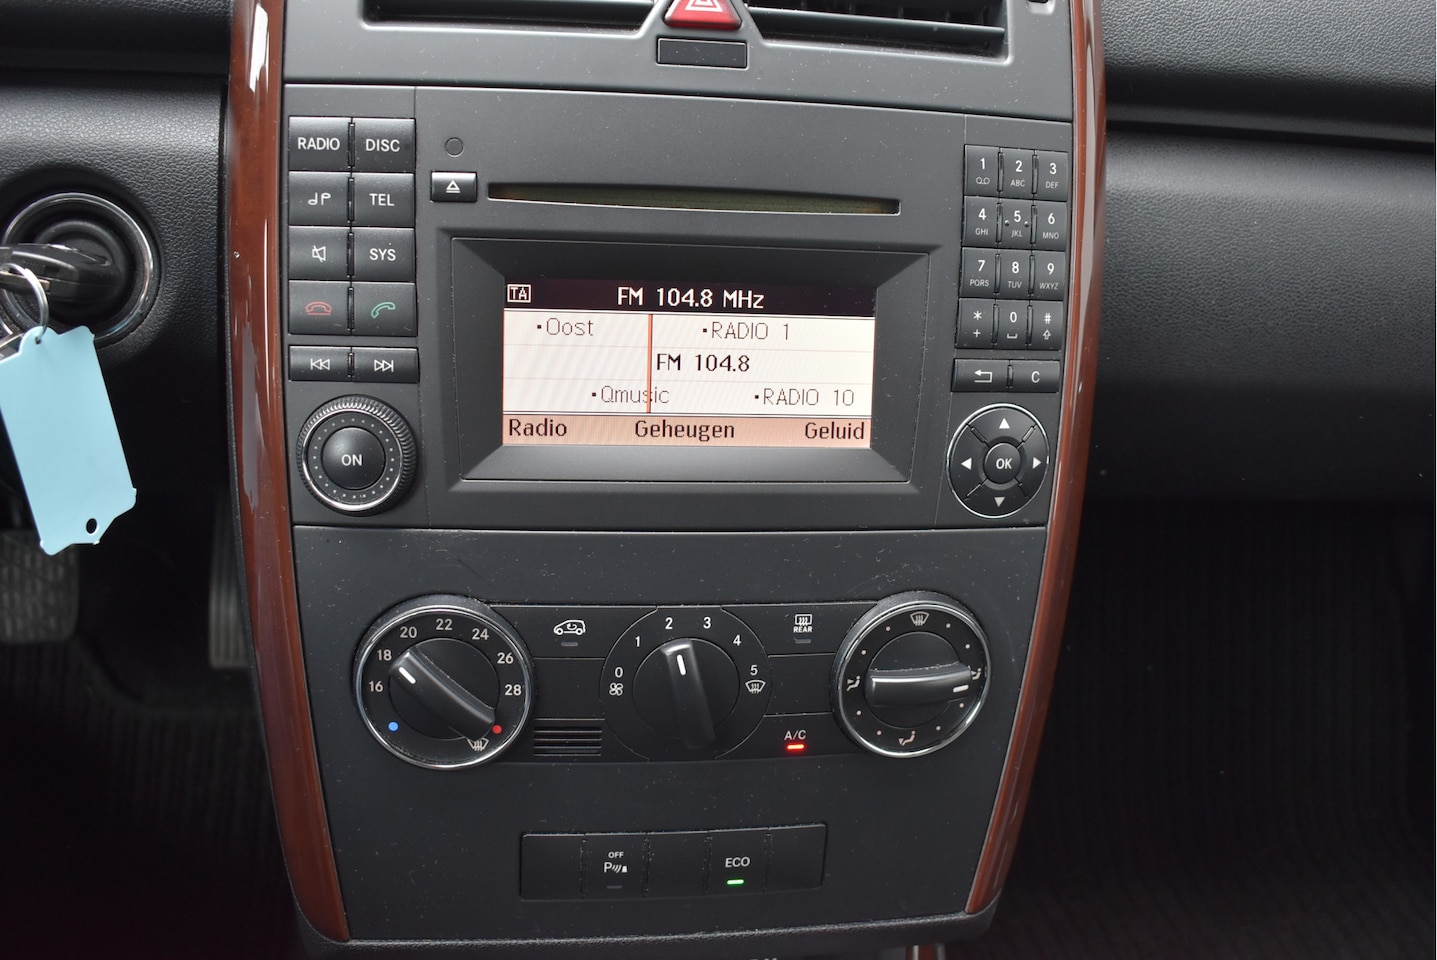 RADIO DISC
TEL
SYS
ON
TA FM 104.8 MHz
Oost RADIO 1
FM 104.8
Qmusic RADIO 10
Radio Geheugen Geluid
1 2 3
ABC DEF
4 5 6
GHI JKL MNO
7 8 9
PQRS TUV WXYZ
* 0 #
+
C
OK
16 18 20 22 24 26 28
0 1 2 3 4 5
REAR
A/C
OFF
P
ECO